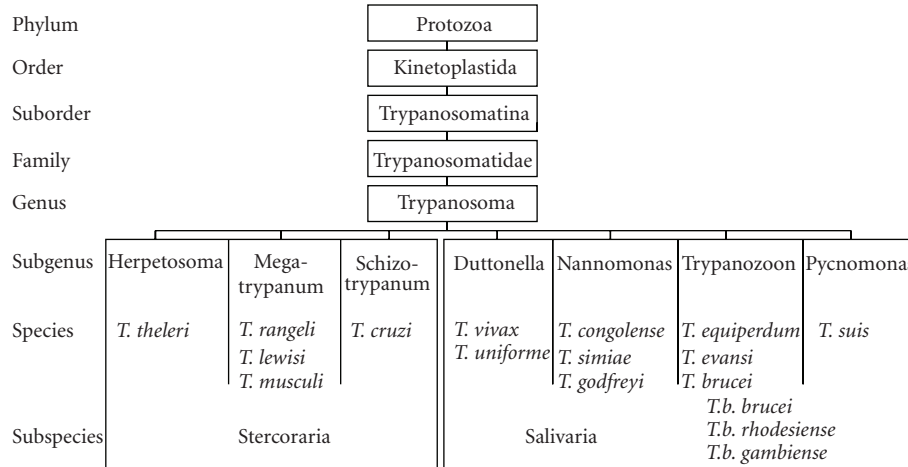 Phylum Protozoa
Order Kinetoplastida
Suborder Trypanosomatina
Family Trypanosomatidae
Genus Trypanosoma
Subgenus Herpetosoma Mega-trypanum Schizo-trypanum Duttonella Nannomonas Trypanozoon Pycnomonas
Species T. theleri T. rangeli T. cruzi T. vivax T. congolense T. equiperdum T. suis
T. lewisi T. uniforme T. simiae T. evansi
T. musculi T. godfreyi T. brucei
T.b. brucei
Subspecies Stercoraria Salivaria T.b. rhodesiense
T.b. gambiense